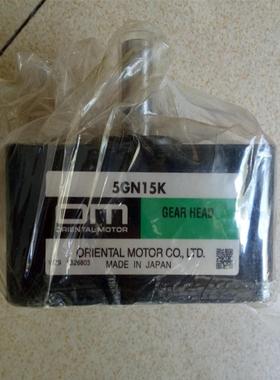 5GN15K
OM
ORIENTAL MOTOR
GEAR HEAD
ORIENTAL MOTOR CO., LTD.
MADE IN JAPAN